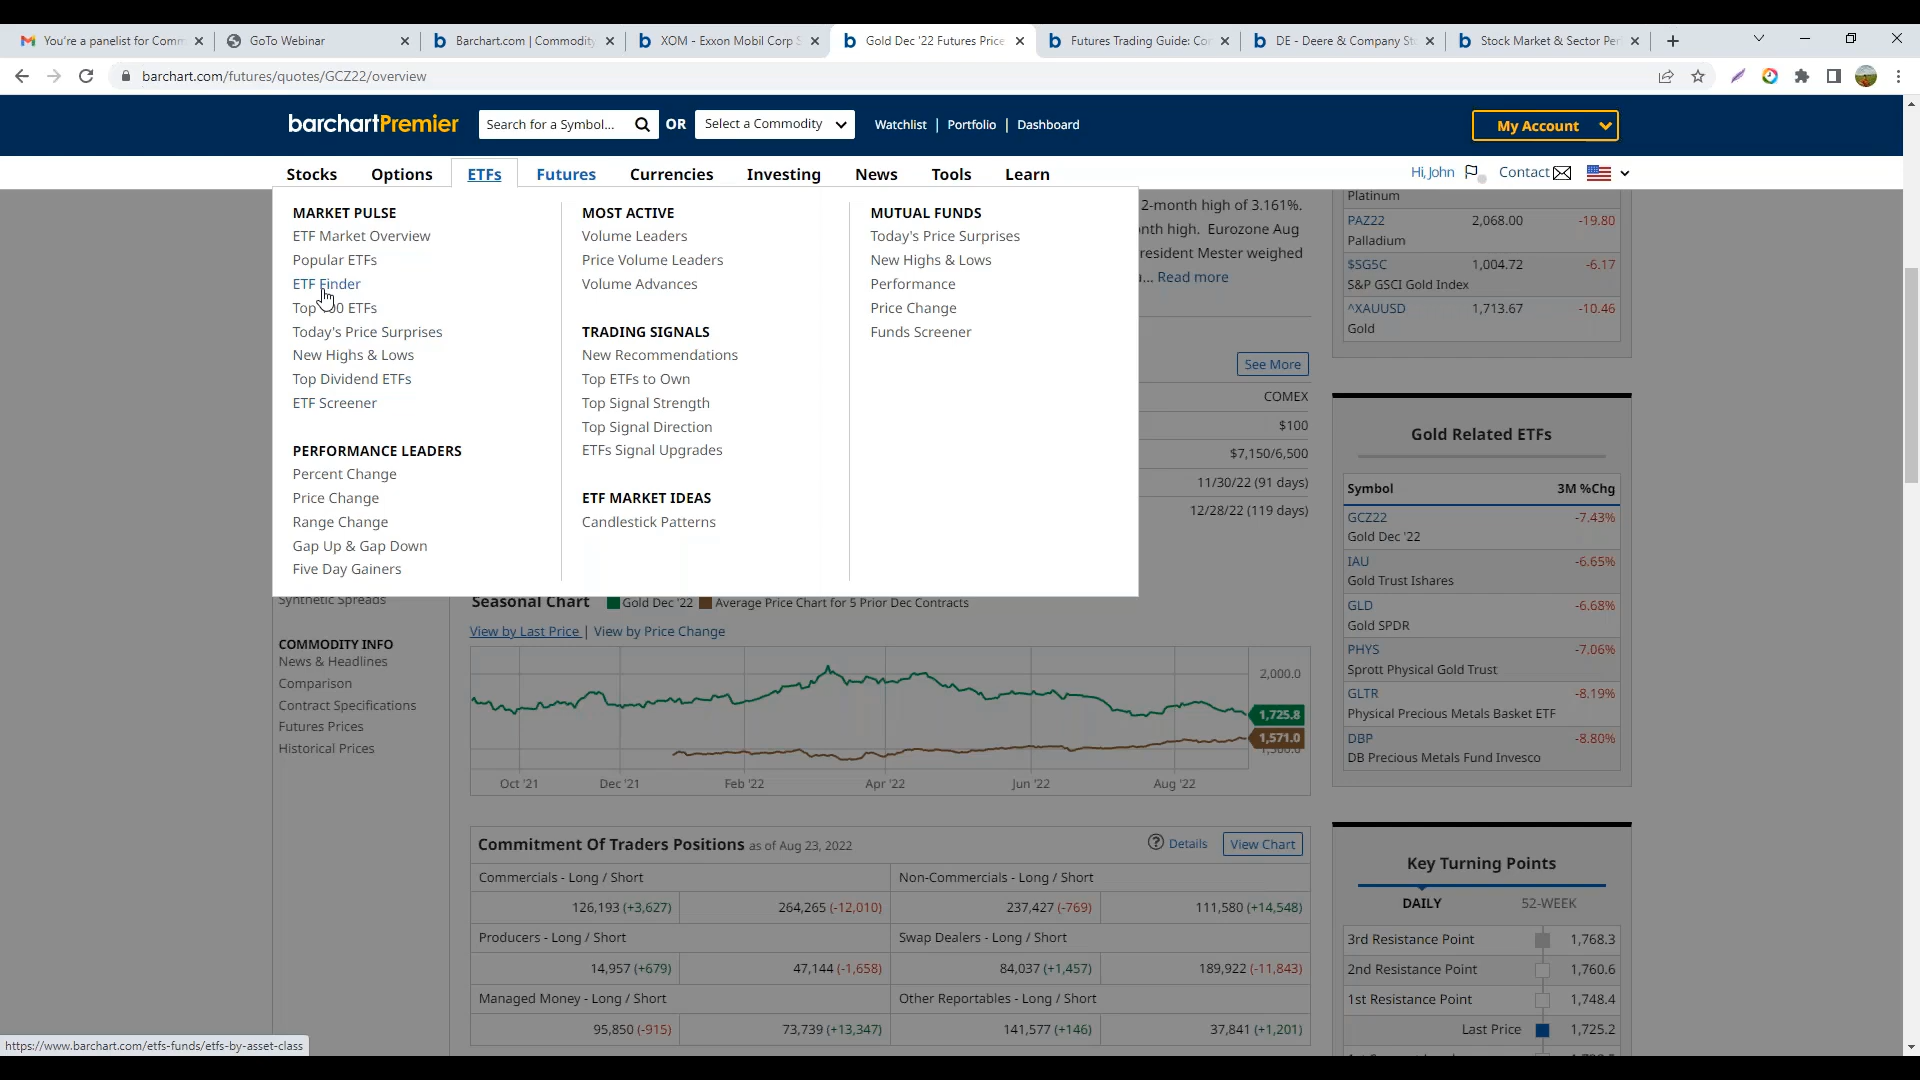 You're a panelist for Comm
GoTo Webinar
Barchart.com | Commodity
XOM - Exxon Mobil Corp S
Gold Dec '22 Futures Price
Futures Trading Guide: Co
DE - Deere & Company Sto
Stock Market & Sector Per
barchart.com/futures/quotes/GCZ22/overview
barchartPremier
Search for a Symbol...
OR
Select a Commodity
Watchlist | Portfolio | Dashboard
My Account
Stocks Options ETFs Futures Currencies Investing News Tools Learn
Hi, John
Contact
MARKET PULSE
ETF Market Overview
Popular ETFs
ETF Finder
Top 100 ETFs
Today's Price Surprises
New Highs & Lows
Top Dividend ETFs
ETF Screener
PERFORMANCE LEADERS
Percent Change
Price Change
Range Change
Gap Up & Gap Down
Five Day Gainers
MOST ACTIVE
Volume Leaders
Price Volume Leaders
Volume Advances
TRADING SIGNALS
New Recommendations
Top ETFs to Own
Top Signal Strength
Top Signal Direction
ETFs Signal Upgrades
ETF MARKET IDEAS
Candlestick Patterns
MUTUAL FUNDS
Today's Price Surprises
New Highs & Lows
Performance
Price Change
Funds Screener
2-month high of 3.161%.
nth high. Eurozone Aug
resident Mester weighed
... Read more
See More
COMEX
$100
$7,150/6,500
11/30/22 (91 days)
12/28/22 (119 days)
Platinum
PAZ22 2,068.00 -19.80
Palladium
$SG5C 1,004.72 -6.17
S&P GSCI Gold Index
^XAUUSD 1,713.67 -10.46
Gold
Gold Related ETFs
Symbol 3M %Chg
GCZ22 -7.43%
Gold Dec '22
IAU -6.65%
Gold Trust Ishares
GLD -6.68%
Gold SPDR
PHYS -7.06%
Sprott Physical Gold Trust
GLTR -8.19%
Physical Precious Metals Basket ETF
DBP -8.80%
DB Precious Metals Fund Invesco
Synthetic Spreads
COMMODITY INFO
News & Headlines
Comparison
Contract Specifications
Futures Prices
Historical Prices
Seasonal Chart Gold Dec '22 Average Price Chart for 5 Prior Dec Contracts
View by Last Price | View by Price Change
2,000.0
1,725.8
1,571.0
Oct '21 Dec '21 Feb '22 Apr '22 Jun '22 Aug '22
Commitment Of Traders Positions as of Aug 23, 2022
Details
View Chart
Commercials - Long / Short Non-Commercials - Long / Short
126,193 (+3,627) 264,265 (-12,010) 237,427 (-769) 111,580 (+14,548)
Producers - Long / Short Swap Dealers - Long / Short
14,957 (+679) 47,144 (-1,658) 84,037 (+1,457) 189,922 (-11,843)
Managed Money - Long / Short Other Reportables - Long / Short
95,850 (-915) 73,739 (+13,347) 141,577 (+146) 37,841 (+1,201)
Key Turning Points
DAILY 52-WEEK
3rd Resistance Point 1,768.3
2nd Resistance Point 1,760.6
1st Resistance Point 1,748.4
Last Price 1,725.2
https://www.barchart.com/etfs-funds/etfs-by-asset-class